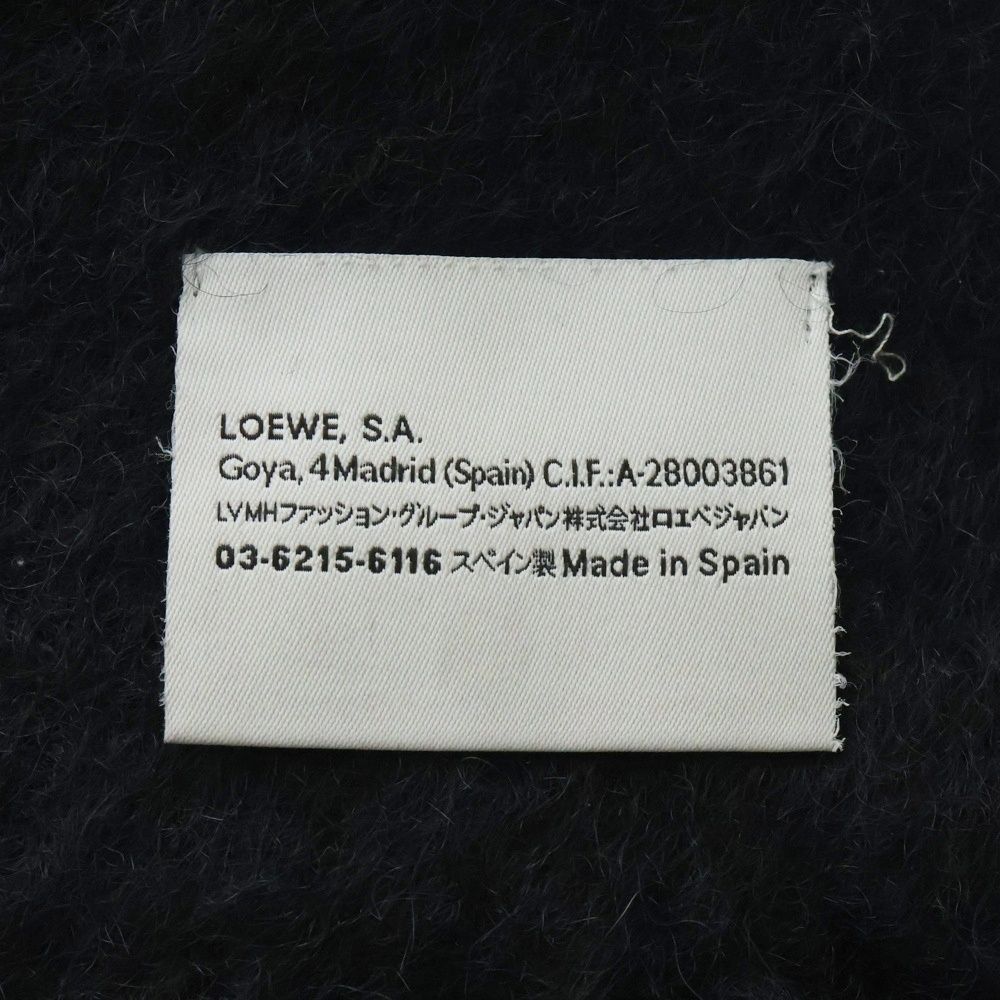 LOEWE, S.A.
Goya, 4 Madrid (Spain) C.I.F.:A-28003861
LVMHファッション・グループ・ジャパン株式会社ロエベジャパン
03-6215-6116 スペイン製 Made in Spain